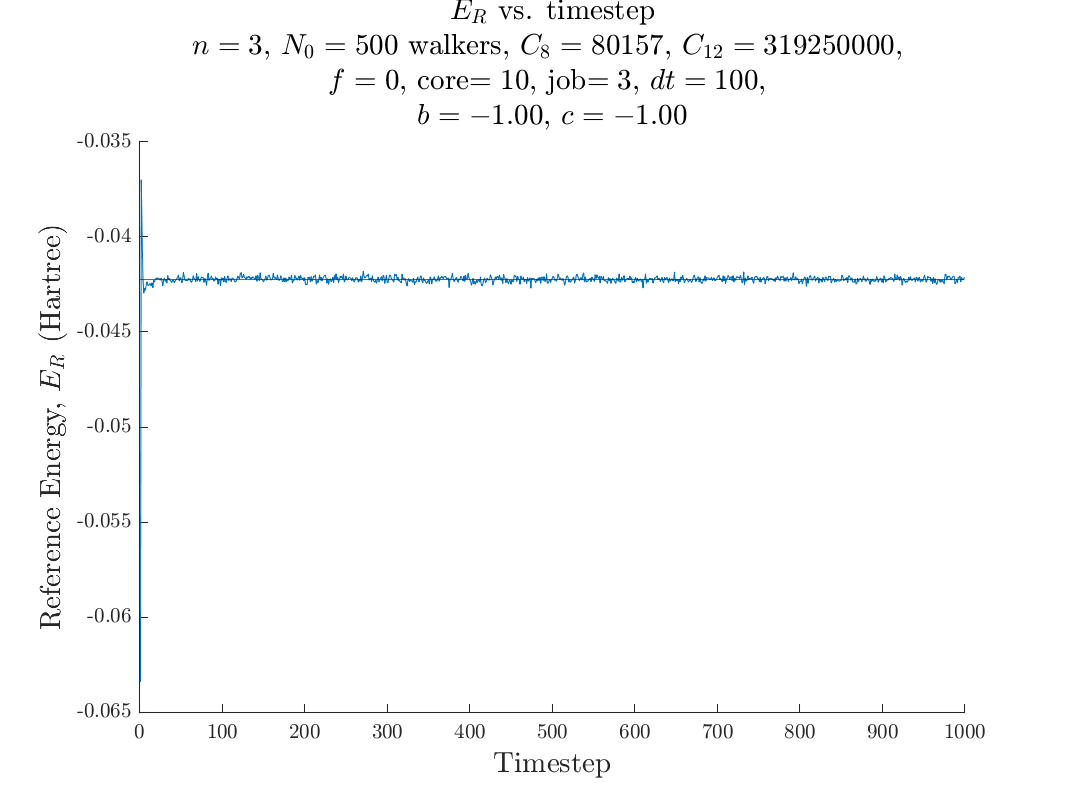 E_R vs. timestep
n = 3, N_0 = 500 walkers, C_8 = 80157, C_12 = 319250000,
f = 0, core= 10, job= 3, dt = 100,
b = −1.00, c = −1.00
-0.035
-0.04
-0.045
-0.05
-0.055
-0.06
-0.065
Reference Energy, E_R (Hartree)
0 100 200 300 400 500 600 700 800 900 1000
Timestep